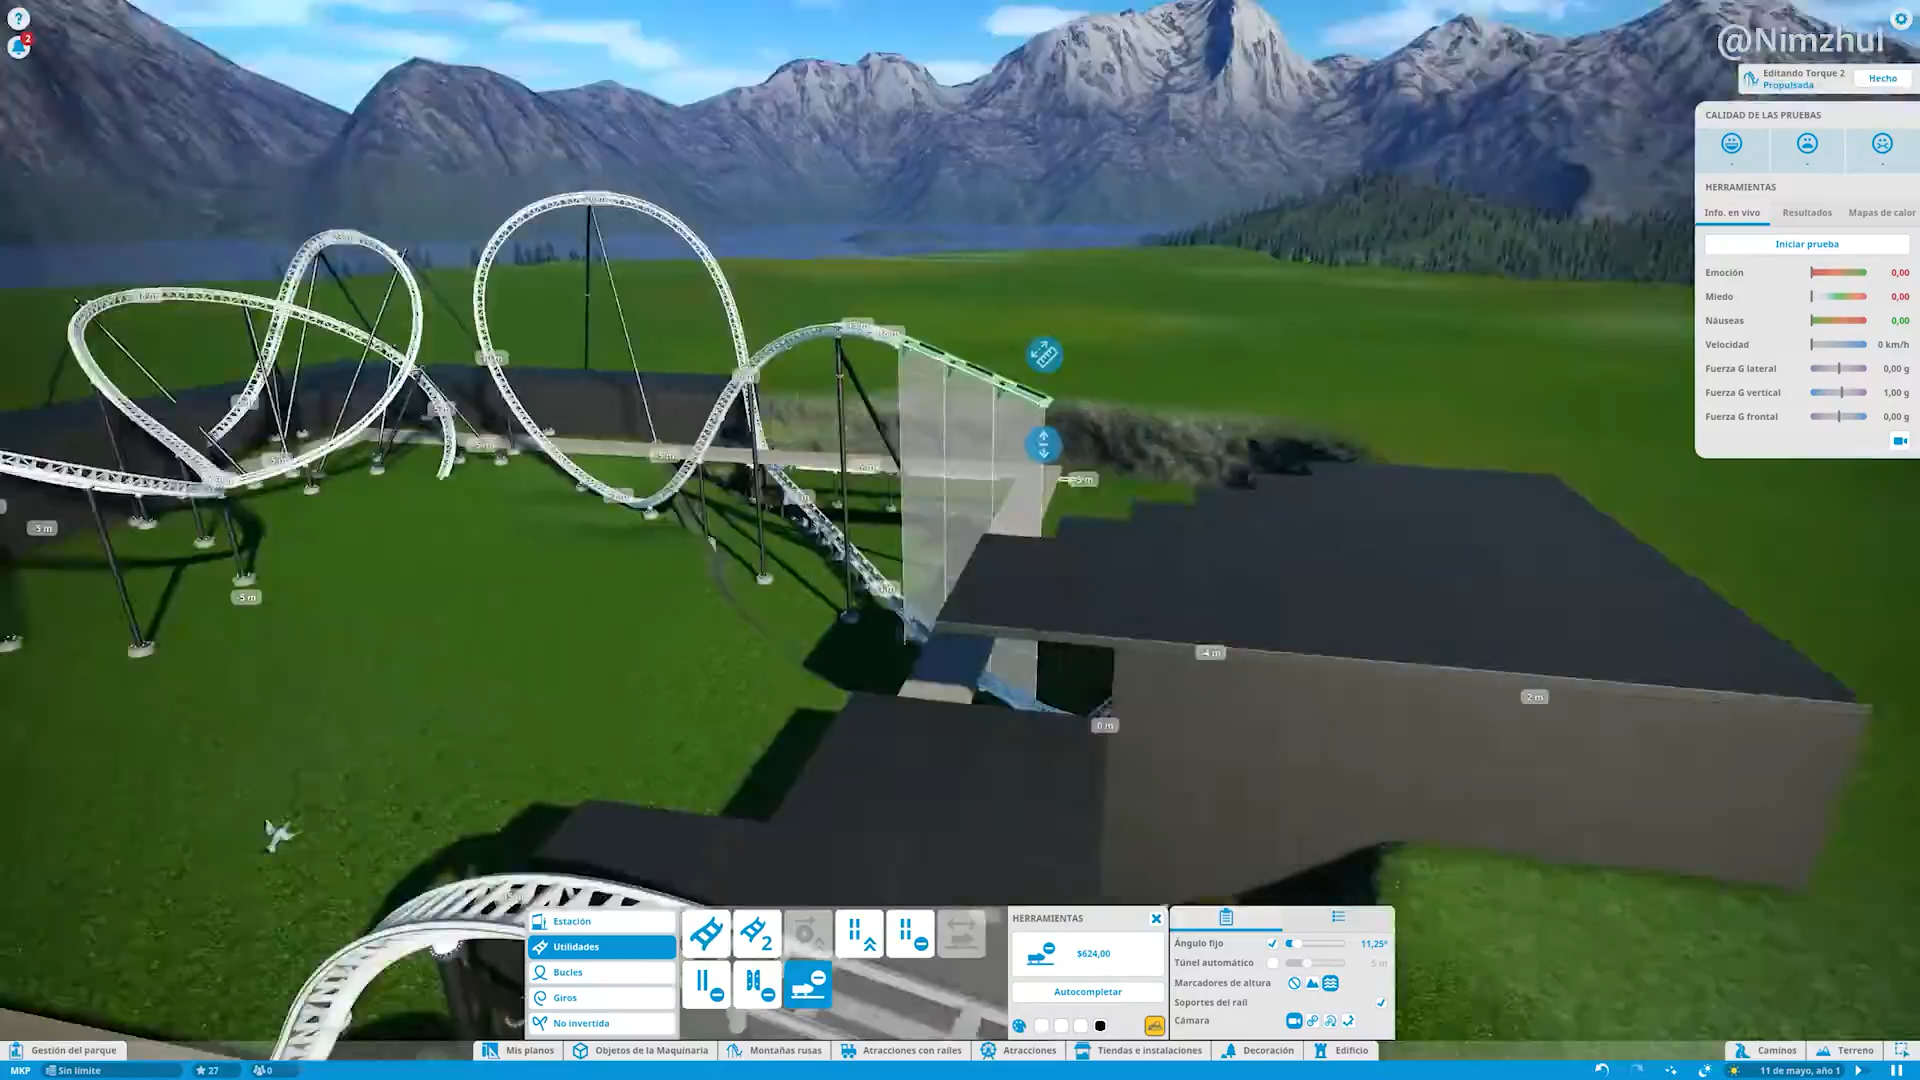 ?
2
@Nimzhul
Editando Torque 2
Propulsada
Hecho
CALIDAD DE LAS PRUEBAS
HERRAMIENTAS
Info. en vivo
Resultados
Mapas de calor
Iniciar prueba
Emoción 0,00
Miedo 0,00
Náuseas 0,00
Velocidad 0 km/h
Fuerza G lateral 0,00 g
Fuerza G vertical 1,00 g
Fuerza G frontal 0,00 g
-5 m
-5 m
-5 m
-4 m
2 m
0 m
Estación
Utilidades
Bucles
Giros
No invertida
2
HERRAMIENTAS
$624,00
Autocompletar
Ángulo fijo 11,25°
Túnel automático 5 m
Marcadores de altura
Soportes del raíl
Cámara
Gestión del parque
Mis planos
Objetos de la Maquinaria
Montañas rusas
Atracciones con raíles
Atracciones
Tiendas e instalaciones
Decoración
Edificio
Caminos
Terreno
MKP
Sin límite
27
0
11 de mayo, año 1